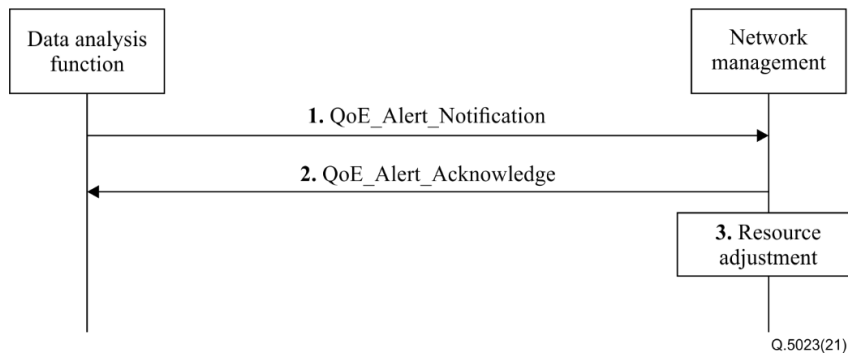 Data analysis
function
Network
management
1. QoE_Alert_Notification
2. QoE_Alert_Acknowledge
3. Resource
adjustment
Q.5023(21)